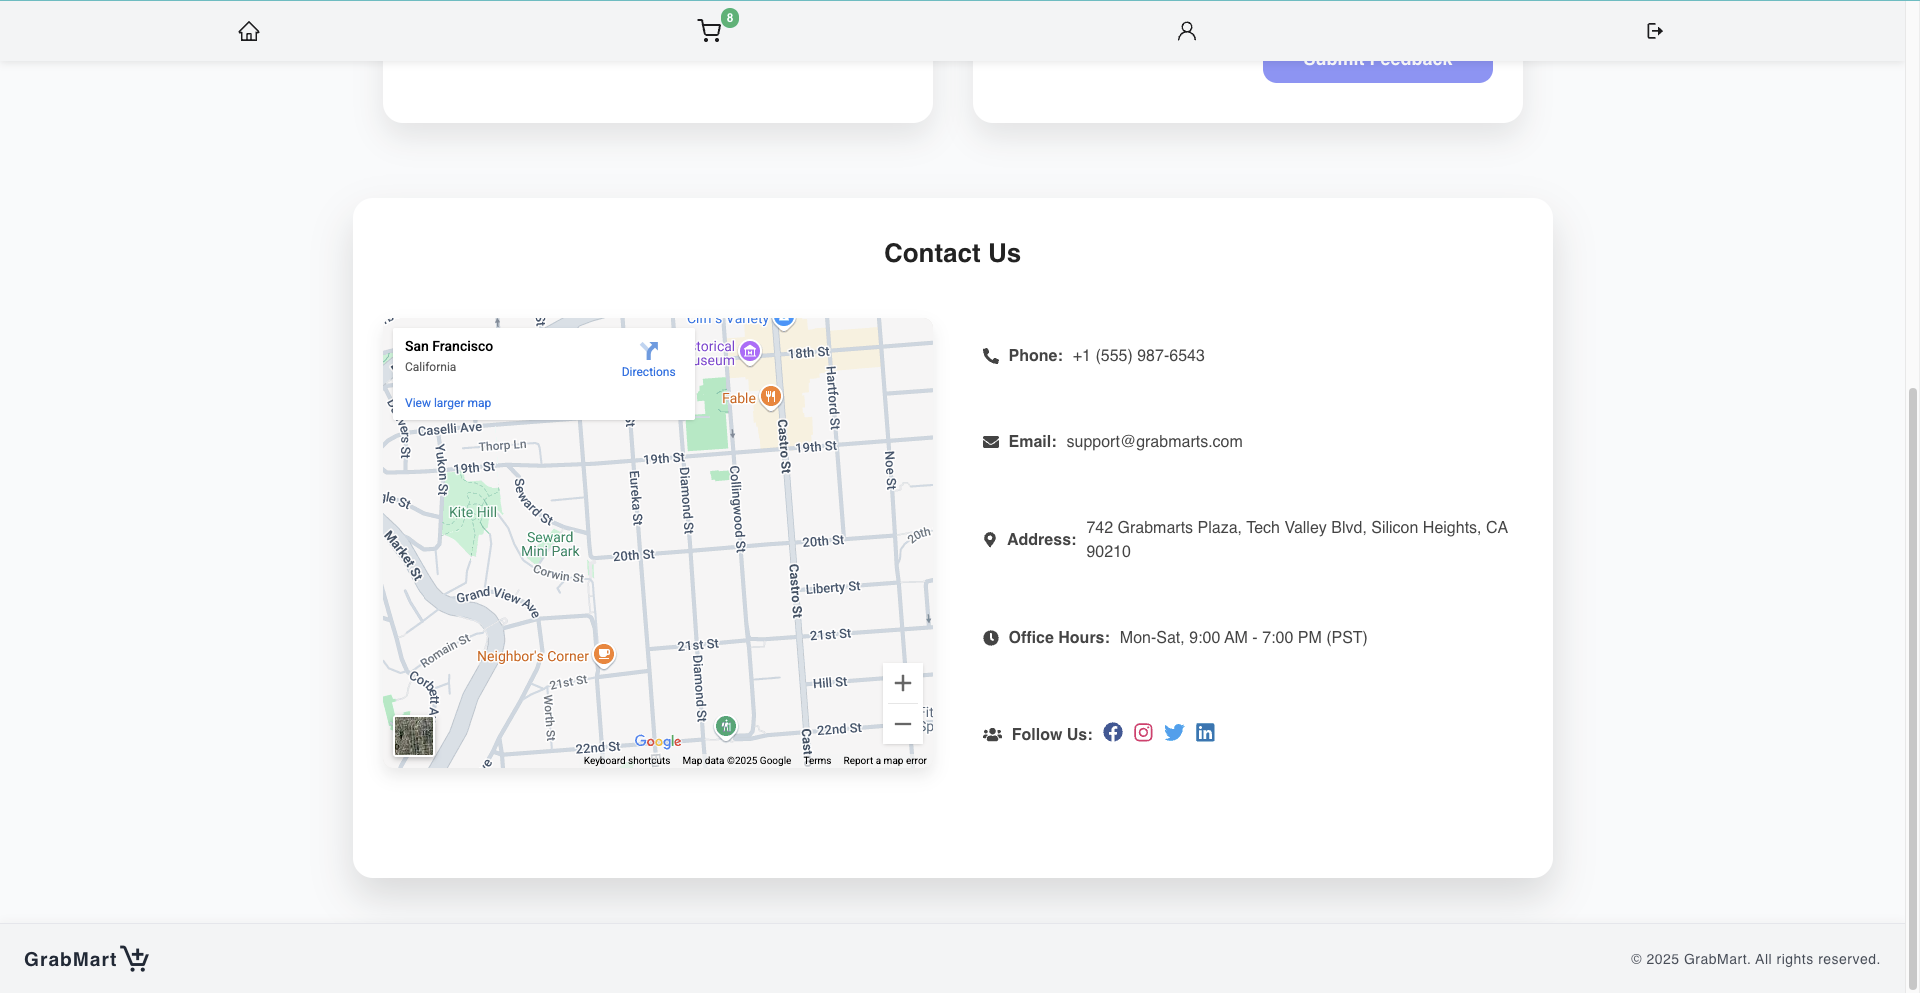 8
Submit Feedback
Contact Us
San Francisco
California
Directions
View larger map
Cliff's Variety
18th St
Fable
Hartford St
Caselli Ave
Thorp Ln
Yukon St
19th St
19th St
Castro St
19th St
Noe St
Seward St
Eureka St
Diamond St
Collingwood St
Kite Hill
Seward
Mini Park
Market St
20th St
20th St
20th
Corwin St
Castro St
Liberty St
Grand View Ave
21st St
21st St
Romain St
Neighbor's Corner
21st St
Diamond St
Hill St
Worth St
22nd St
22nd St
Google
Keyboard shortcuts Map data ©2025 Google Terms Report a map error
Phone: +1 (555) 987-6543
Email: support@grabmarts.com
Address: 742 Grabmarts Plaza, Tech Valley Blvd, Silicon Heights, CA
90210
Office Hours: Mon-Sat, 9:00 AM - 7:00 PM (PST)
Follow Us:
GrabMart
© 2025 GrabMart. All rights reserved.